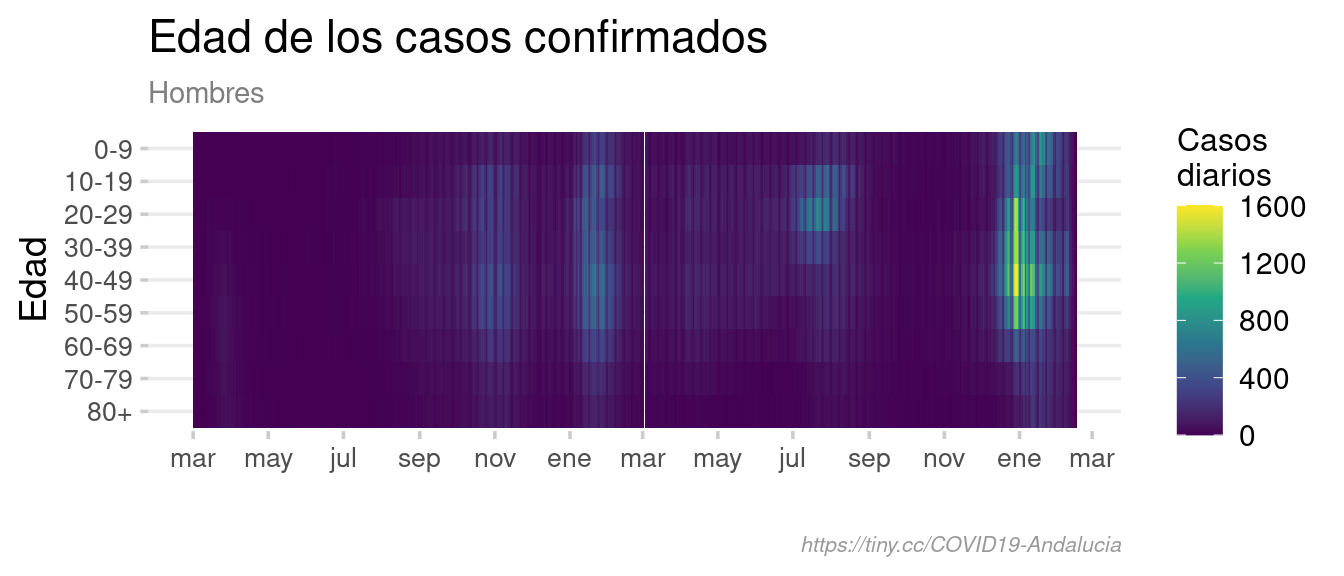 Edad de los casos confirmados
Hombres
Edad
0-9
10-19
20-29
30-39
40-49
50-59
60-69
70-79
80+
mar may jul sep nov ene mar may jul sep nov ene mar
Casos
diarios
1600
1200
800
400
0
https://tiny.cc/COVID19-Andalucia